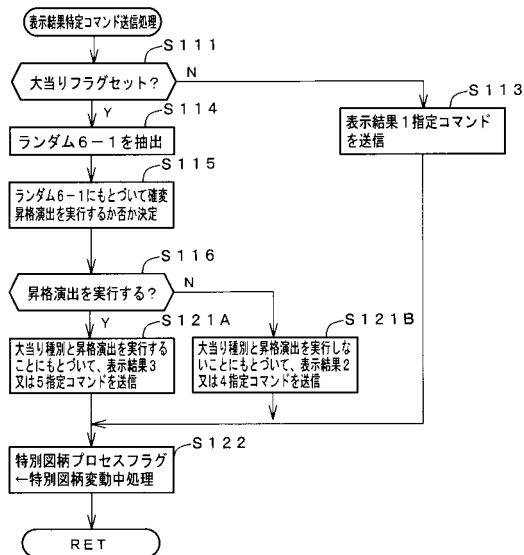 表示結果特定コマンド送信処理
S111
大当りフラグセット？
N
Y
S113
表示結果１指定コマンド
を送信
S114
ランダム６－１を抽出
S115
ランダム６－１にもとづいて確変
昇格演出を実行するか否か決定
S116
昇格演出を実行する？
N
Y
S121A
大当り種別と昇格演出を実行する
ことにもとづいて、表示結果３
又は５指定コマンドを送信
S121B
大当り種別と昇格演出を実行しな
いことにもとづいて、表示結果２
又は４指定コマンドを送信
S122
特別図柄プロセスフラグ
←特別図柄変動中処理
RET